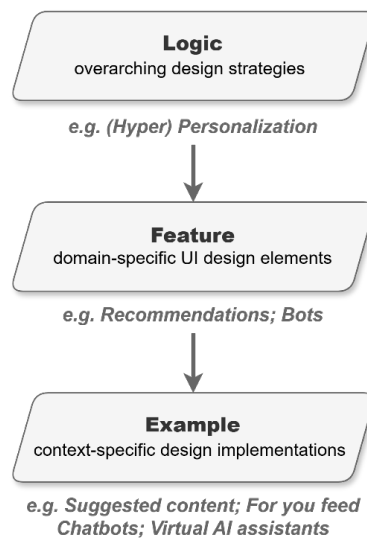 Logic
overarching design strategies
e.g. (Hyper) Personalization
Feature
domain-specific UI design elements
e.g. Recommendations; Bots
Example
context-specific design implementations
e.g. Suggested content; For you feed
Chatbots; Virtual AI assistants